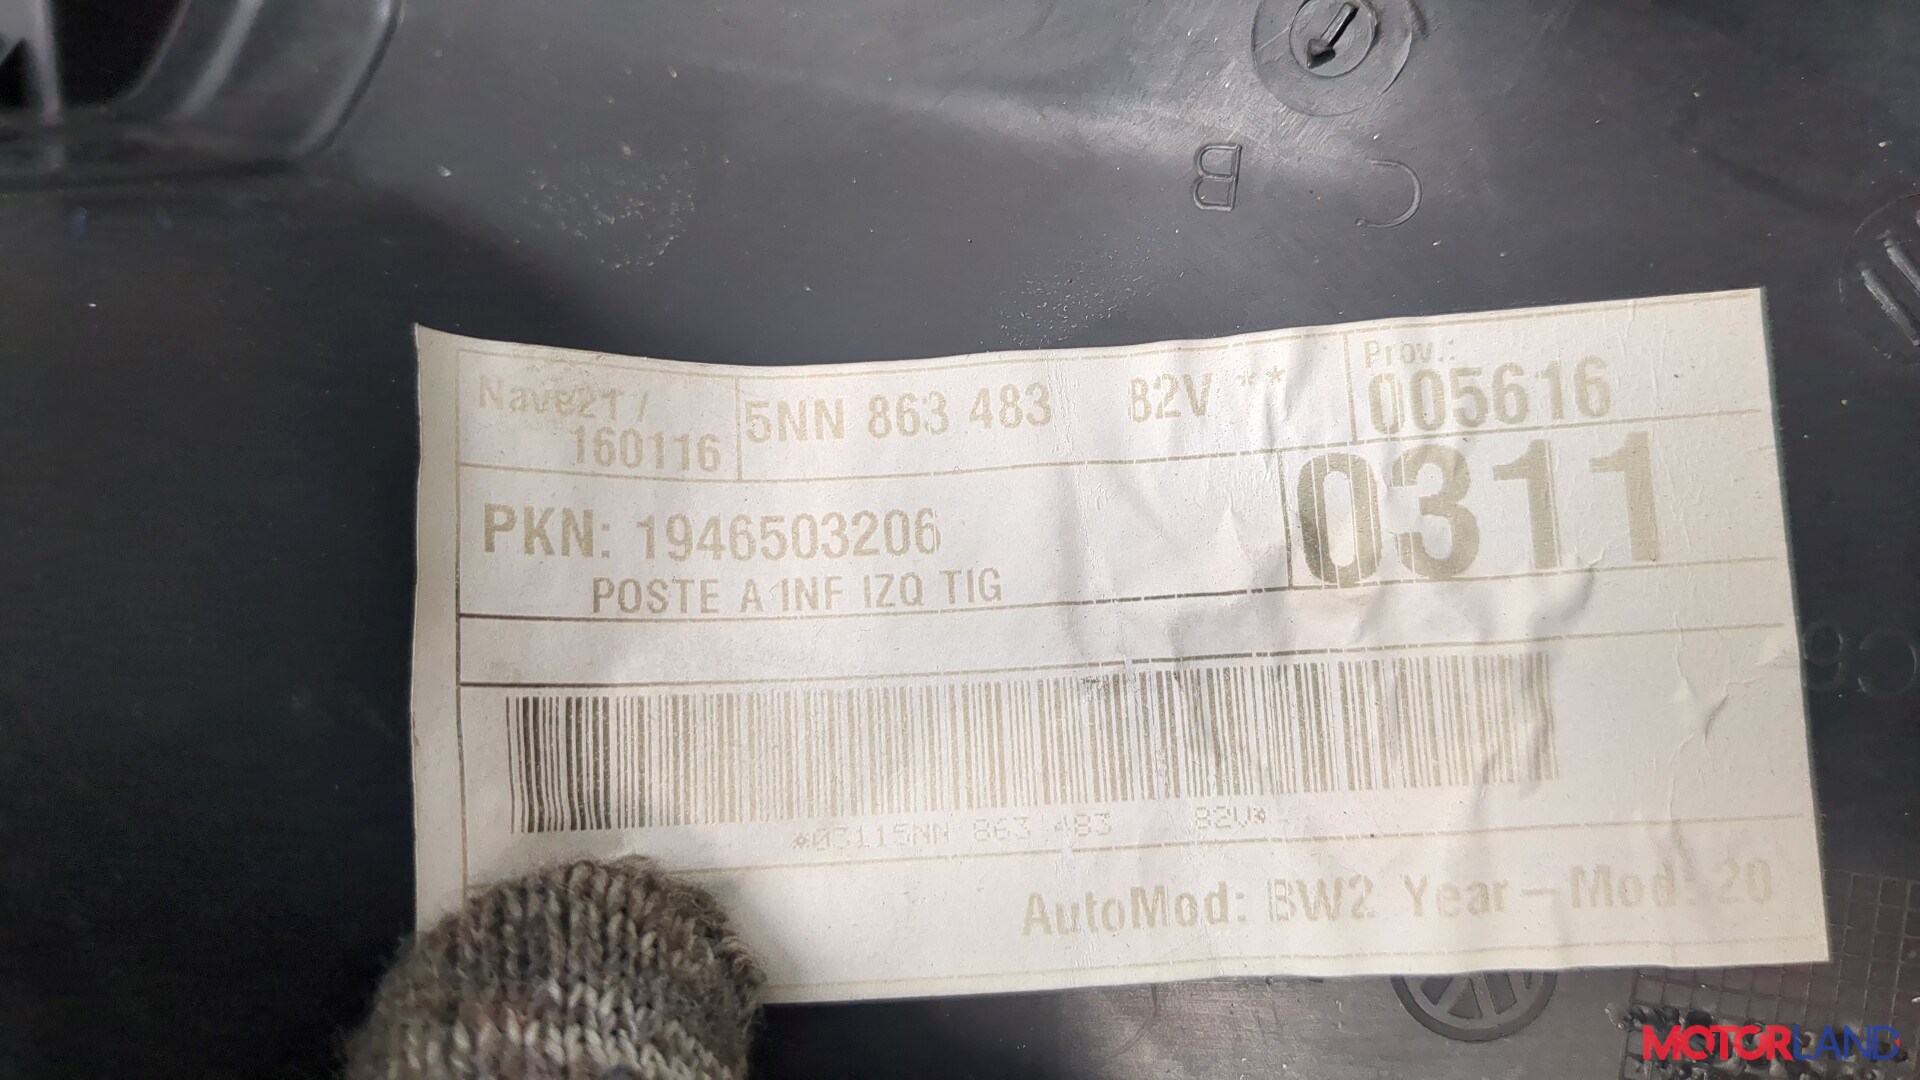 B
C
Nave21 /
160116
5NN 863 483 82V **
Prov.:
005616
PKN: 1946503206
0311
POSTE A INF IZQ TIG
*03115NN 863 483 82V*
AutoMod: BW2 Year-Mod: 20
MOTORLAND